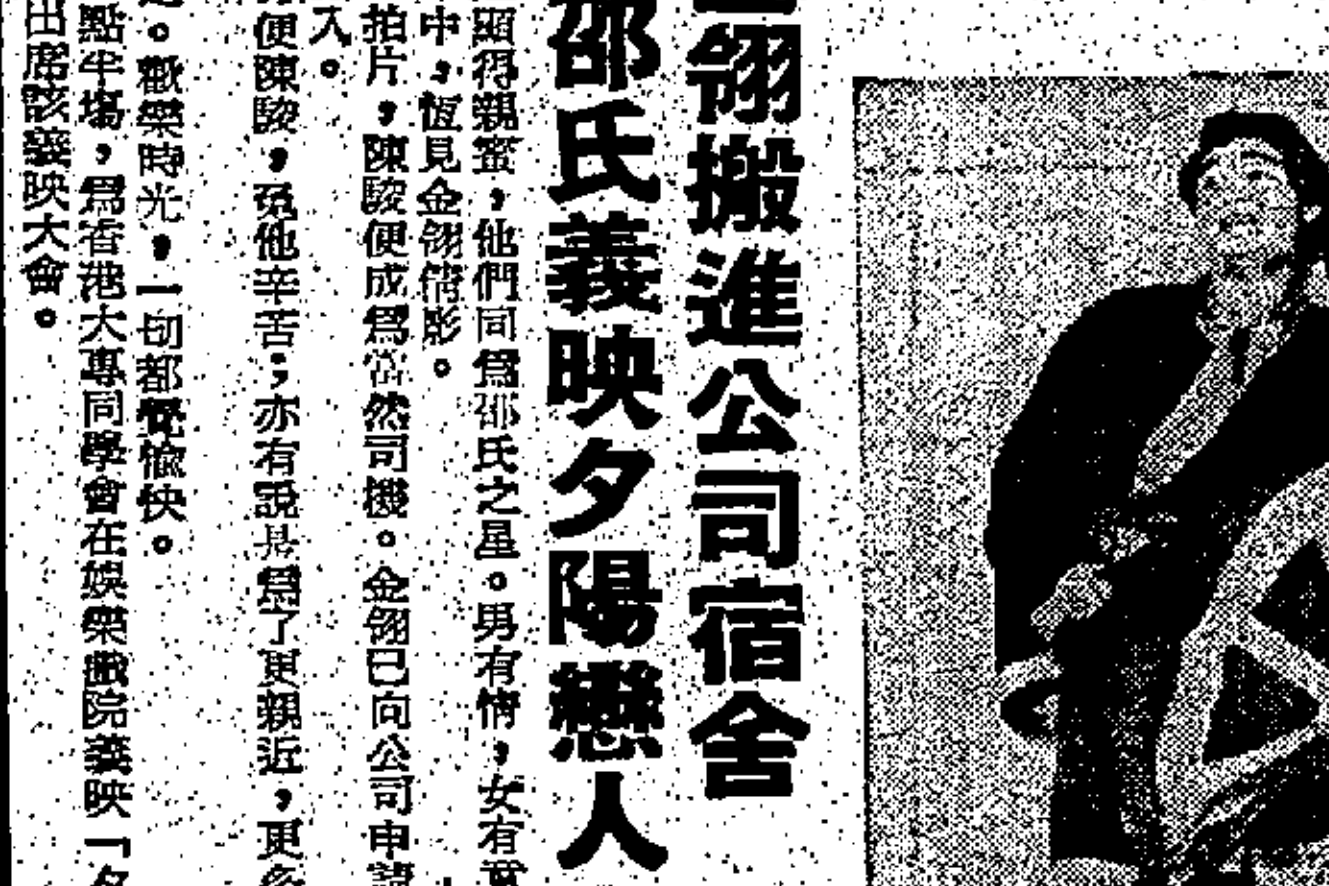 翎搬進公司宿舍
邵氏義映夕陽戀人
顯得親蜜，他們同爲邵氏之星。男有情，女有意
中，恆見金翎倩影。
拍片，陳駿便成爲當然司機。金翎已向公司申請
入。
便陳駿，免他辛苦；亦有說是爲了更親近，更多
。歡樂時光，一切都覺愉快。
點半塲，爲香港大專同學會在娛樂戲院義映「夕
出席該義映大會。